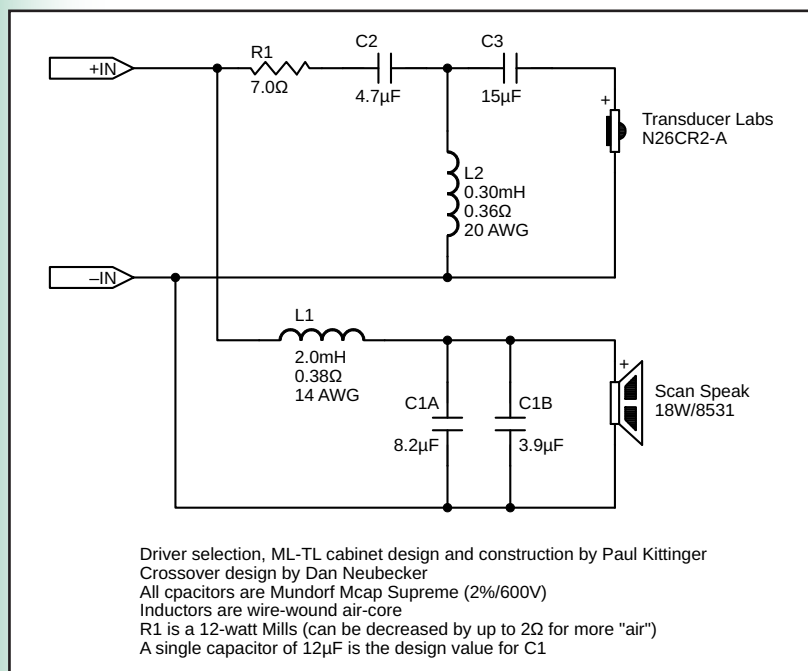 +IN
R1
7.0Ω
C2
4.7µF
C3
15µF
+
Transducer Labs
N26CR2-A
L2
0.30mH
0.36Ω
20 AWG
–IN
L1
2.0mH
0.38Ω
14 AWG
C1A
8.2µF
C1B
3.9µF
+
Scan Speak
18W/8531
Driver selection, ML-TL cabinet design and construction by Paul Kittinger
Crossover design by Dan Neubecker
All cpacitors are Mundorf Mcap Supreme (2%/600V)
Inductors are wire-wound air-core
R1 is a 12-watt Mills (can be decreased by up to 2Ω for more "air")
A single capacitor of 12µF is the design value for C1